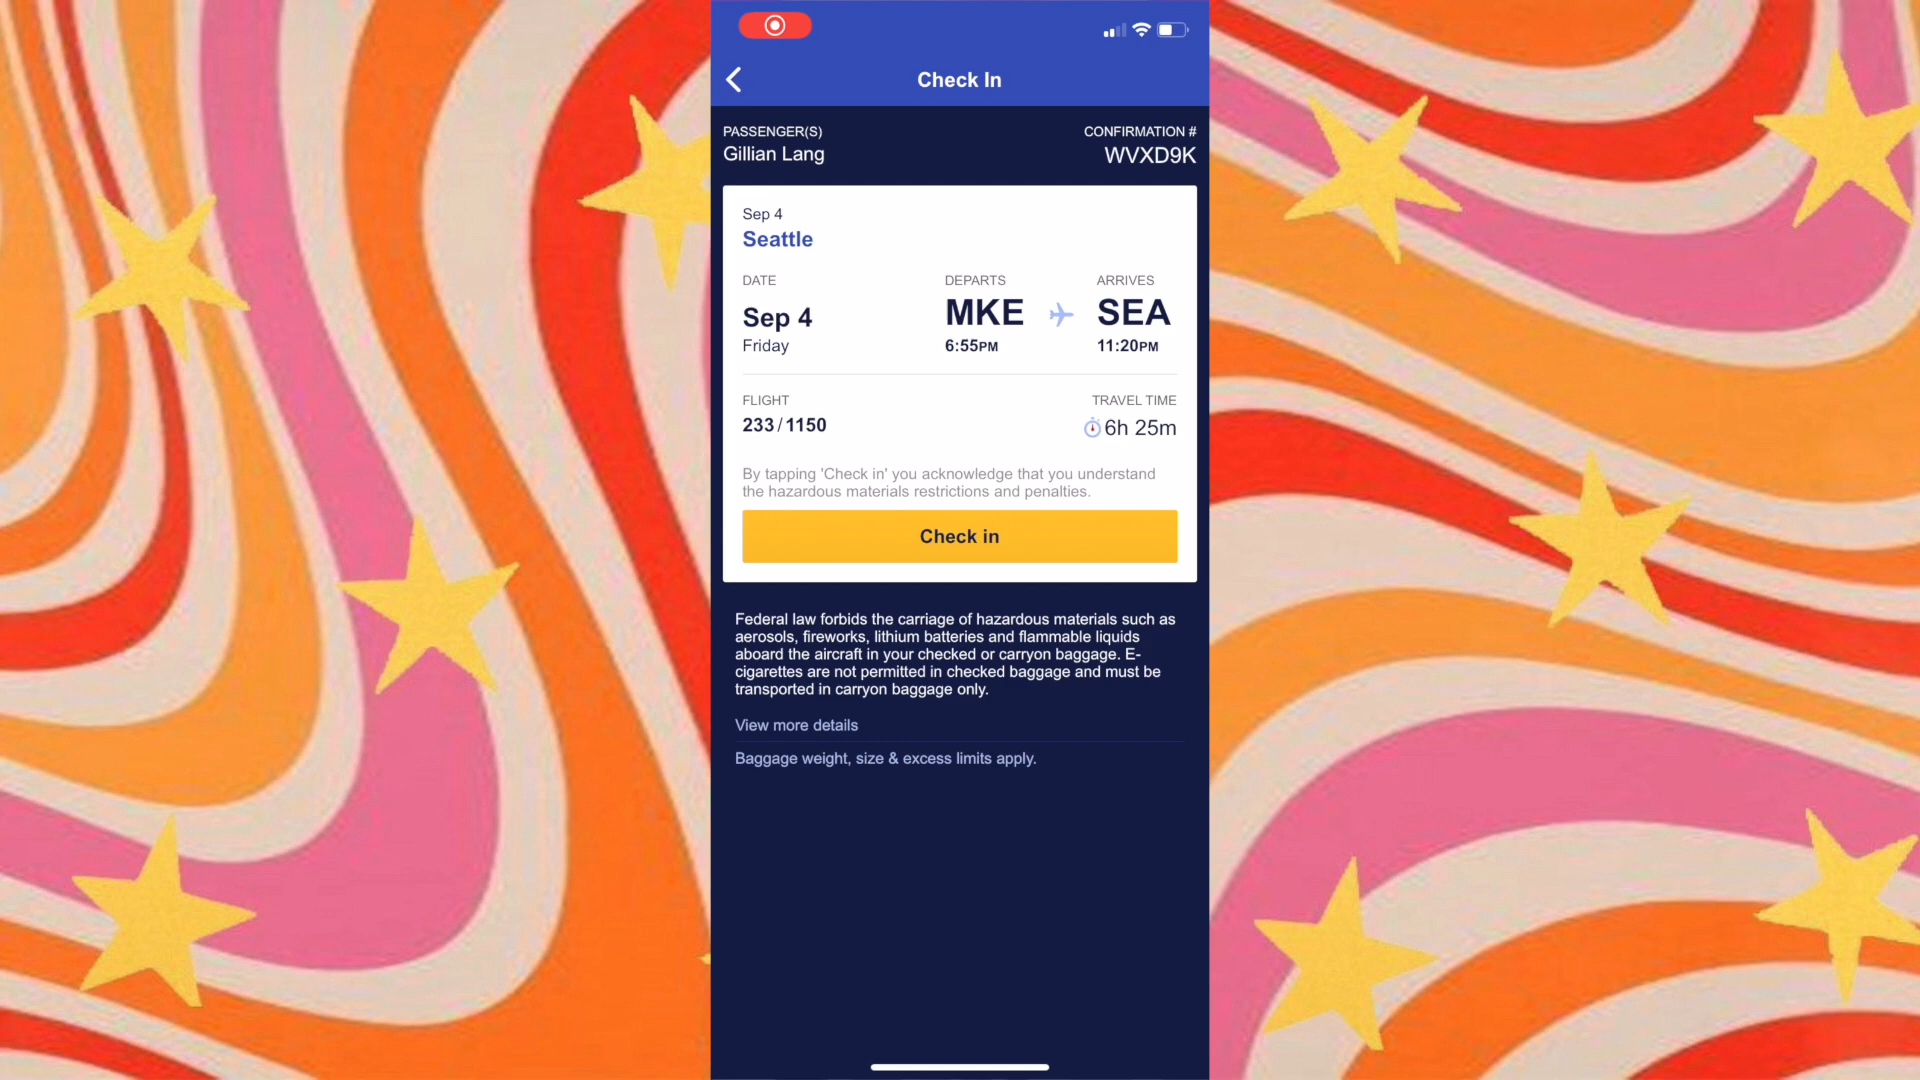 Check In
PASSENGER(S)
CONFIRMATION #
Gillian Lang
WVXD9K
Sep 4
Seattle
DATE
DEPARTS
ARRIVES
Sep 4
MKE
SEA
Friday
6:55PM
11:20PM
FLIGHT
TRAVEL TIME
233/1150
6h 25m
By tapping 'Check in' you acknowledge that you understand
the hazardous materials restrictions and penalties.
Check in
Federal law forbids the carriage of hazardous materials such as
aerosols, fireworks, lithium batteries and flammable liquids
aboard the aircraft in your checked or carryon baggage. E-
cigarettes are not permitted in checked baggage and must be
transported in carryon baggage only.
View more details
Baggage weight, size & excess limits apply.